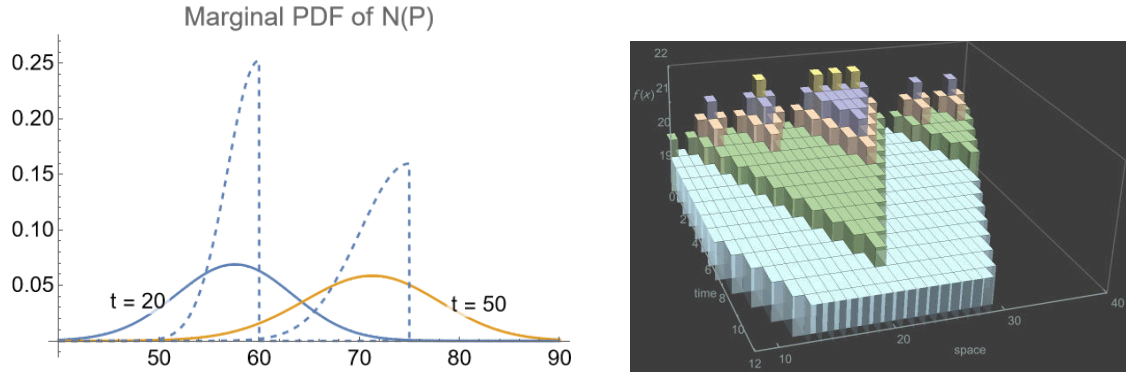 Marginal PDF of N(P)
0.25
0.20
0.15
0.10
0.05
t = 20
t = 50
50 60 70 80 90
22
21
f(x)
20
19
0
2
4
6
8
10
12
time
10 20 30 40
space